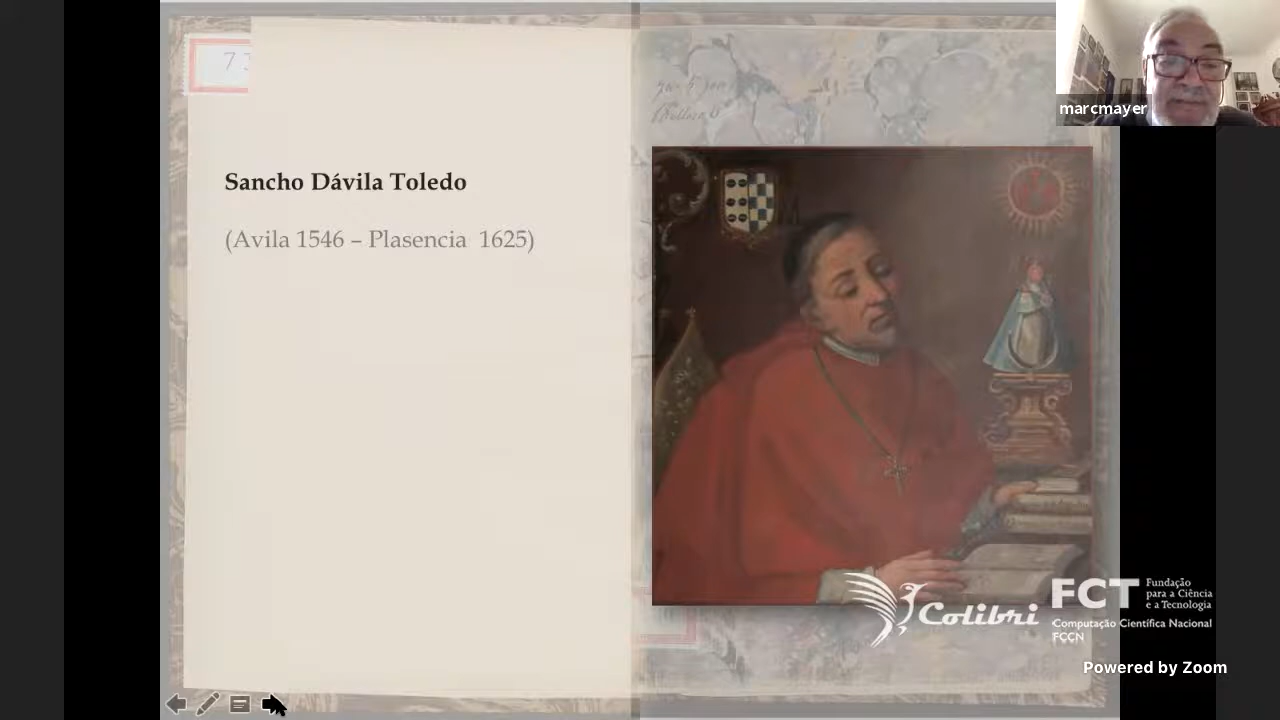 marcmayer
Sancho Dávila Toledo
(Avila 1546 – Plasencia 1625)
Colibri
FCT Fundação
para a Ciência
e a Tecnologia
Computação Científica Nacional
FCCN
Powered by Zoom